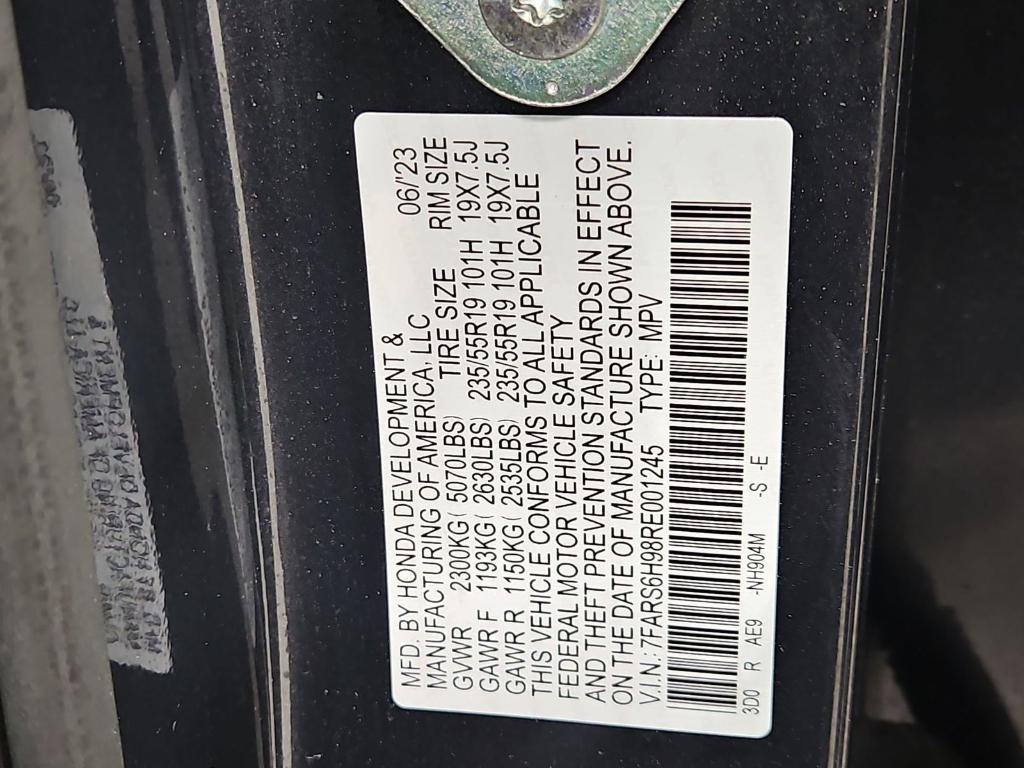 MFD. BY HONDA DEVELOPMENT & 06/'23
MANUFACTURING OF AMERICA, LLC
GVWR 2300KG( 5070LBS) TIRE SIZE RIM SIZE
GAWR F 1193KG( 2630LBS) 235/55R19 101H 19X7.5J
GAWR R 1150KG( 2535LBS) 235/55R19 101H 19X7.5J
THIS VEHICLE CONFORMS TO ALL APPLICABLE
FEDERAL MOTOR VEHICLE SAFETY
AND THEFT PREVENTION STANDARDS IN EFFECT
ON THE DATE OF MANUFACTURE SHOWN ABOVE.
V.I.N.:7FARS6H98RE001245 TYPE: MPV
3D0 R AE9 -NH904M -S -E